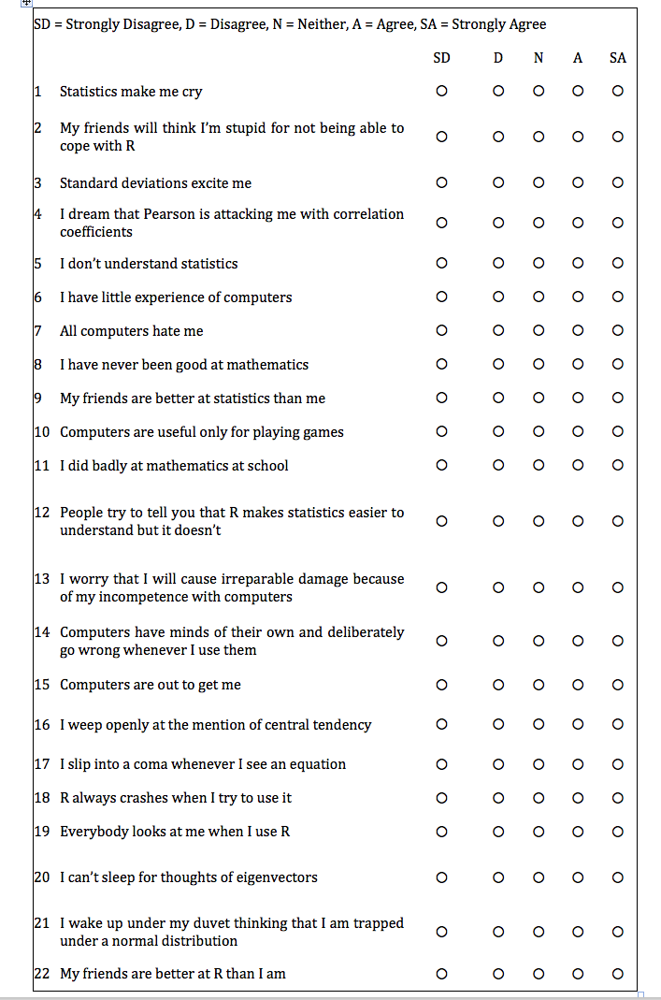 SD = Strongly Disagree, D = Disagree, N = Neither, A = Agree, SA = Strongly Agree
SD D N A SA
1 Statistics make me cry
2 My friends will think I’m stupid for not being able to
cope with R
3 Standard deviations excite me
4 I dream that Pearson is attacking me with correlation
coefficients
5 I don’t understand statistics
6 I have little experience of computers
7 All computers hate me
8 I have never been good at mathematics
9 My friends are better at statistics than me
10 Computers are useful only for playing games
11 I did badly at mathematics at school
12 People try to tell you that R makes statistics easier to
understand but it doesn’t
13 I worry that I will cause irreparable damage because
of my incompetence with computers
14 Computers have minds of their own and deliberately
go wrong whenever I use them
15 Computers are out to get me
16 I weep openly at the mention of central tendency
17 I slip into a coma whenever I see an equation
18 R always crashes when I try to use it
19 Everybody looks at me when I use R
20 I can’t sleep for thoughts of eigenvectors
21 I wake up under my duvet thinking that I am trapped
under a normal distribution
22 My friends are better at R than I am